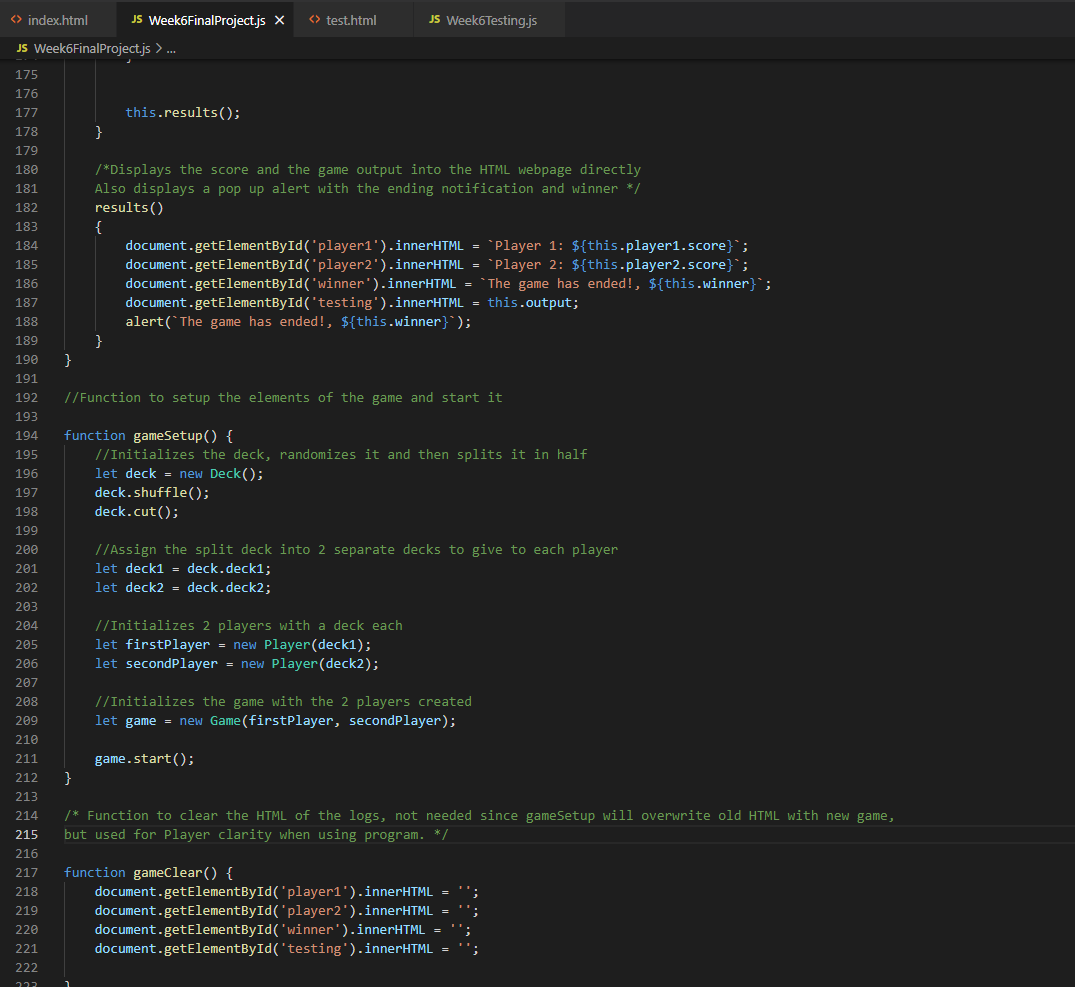 <> index.html JS Week6FinalProject.js × <> test.html JS Week6Testing.js
JS Week6FinalProject.js > ...
175
176
177 this.results();
178 }
179
180 /*Displays the score and the game output into the HTML webpage directly
181 Also displays a pop up alert with the ending notification and winner */
182 results()
183 {
184 document.getElementById('player1').innerHTML = `Player 1: ${this.player1.score}`;
185 document.getElementById('player2').innerHTML = `Player 2: ${this.player2.score}`;
186 document.getElementById('winner').innerHTML = `The game has ended!, ${this.winner}`;
187 document.getElementById('testing').innerHTML = this.output;
188 alert(`The game has ended!, ${this.winner}`);
189 }
190 }
191
192 //Function to setup the elements of the game and start it
193
194 function gameSetup() {
195 //Initializes the deck, randomizes it and then splits it in half
196 let deck = new Deck();
197 deck.shuffle();
198 deck.cut();
199
200 //Assign the split deck into 2 separate decks to give to each player
201 let deck1 = deck.deck1;
202 let deck2 = deck.deck2;
203
204 //Initializes 2 players with a deck each
205 let firstPlayer = new Player(deck1);
206 let secondPlayer = new Player(deck2);
207
208 //Initializes the game with the 2 players created
209 let game = new Game(firstPlayer, secondPlayer);
210
211 game.start();
212 }
213
214 /* Function to clear the HTML of the logs, not needed since gameSetup will overwrite old HTML with new game,
215 but used for Player clarity when using program. */
216
217 function gameClear() {
218 document.getElementById('player1').innerHTML = '';
219 document.getElementById('player2').innerHTML = '';
220 document.getElementById('winner').innerHTML = '';
221 document.getElementById('testing').innerHTML = '';
222
223 }